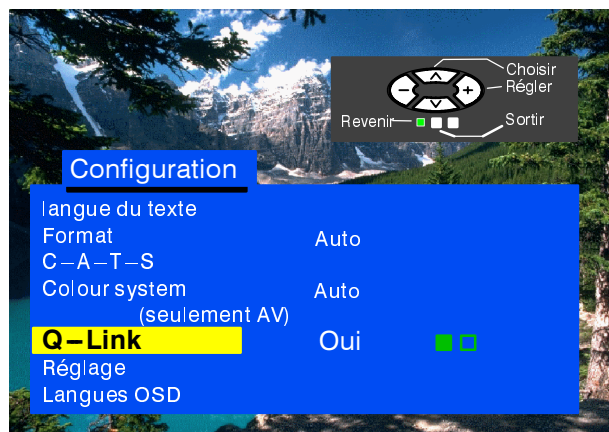 Choisir
Régler
Revenir
Sortir
Configuration
langue du texte
Format Auto
C–A–T–S
Colour system Auto
(seulement AV)
Q–Link Oui
Réglage
Langues OSD